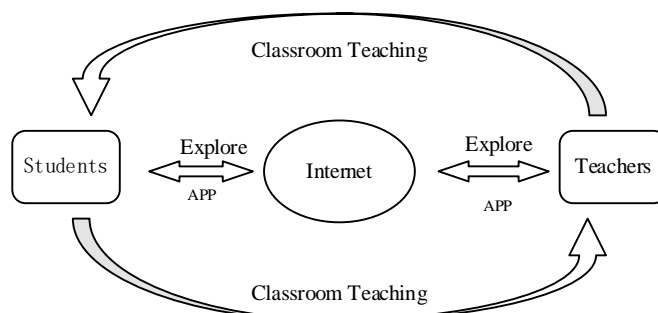 Classroom Teaching
Explore
Explore
Students
Internet
Teachers
APP
APP
Classroom Teaching